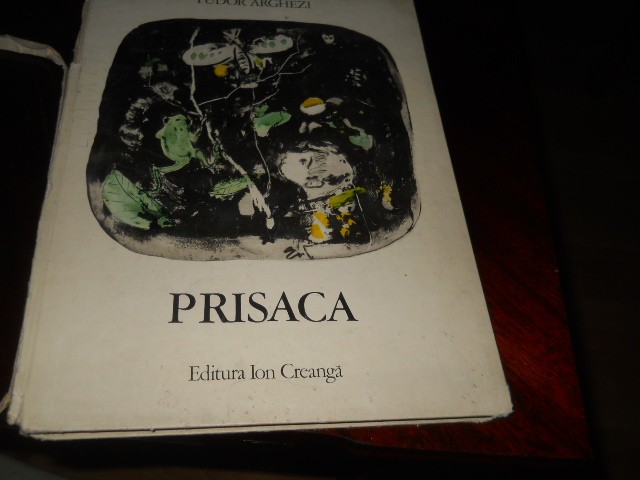 TUDOR ARGHEZI
PRISACA
Editura Ion Creangă